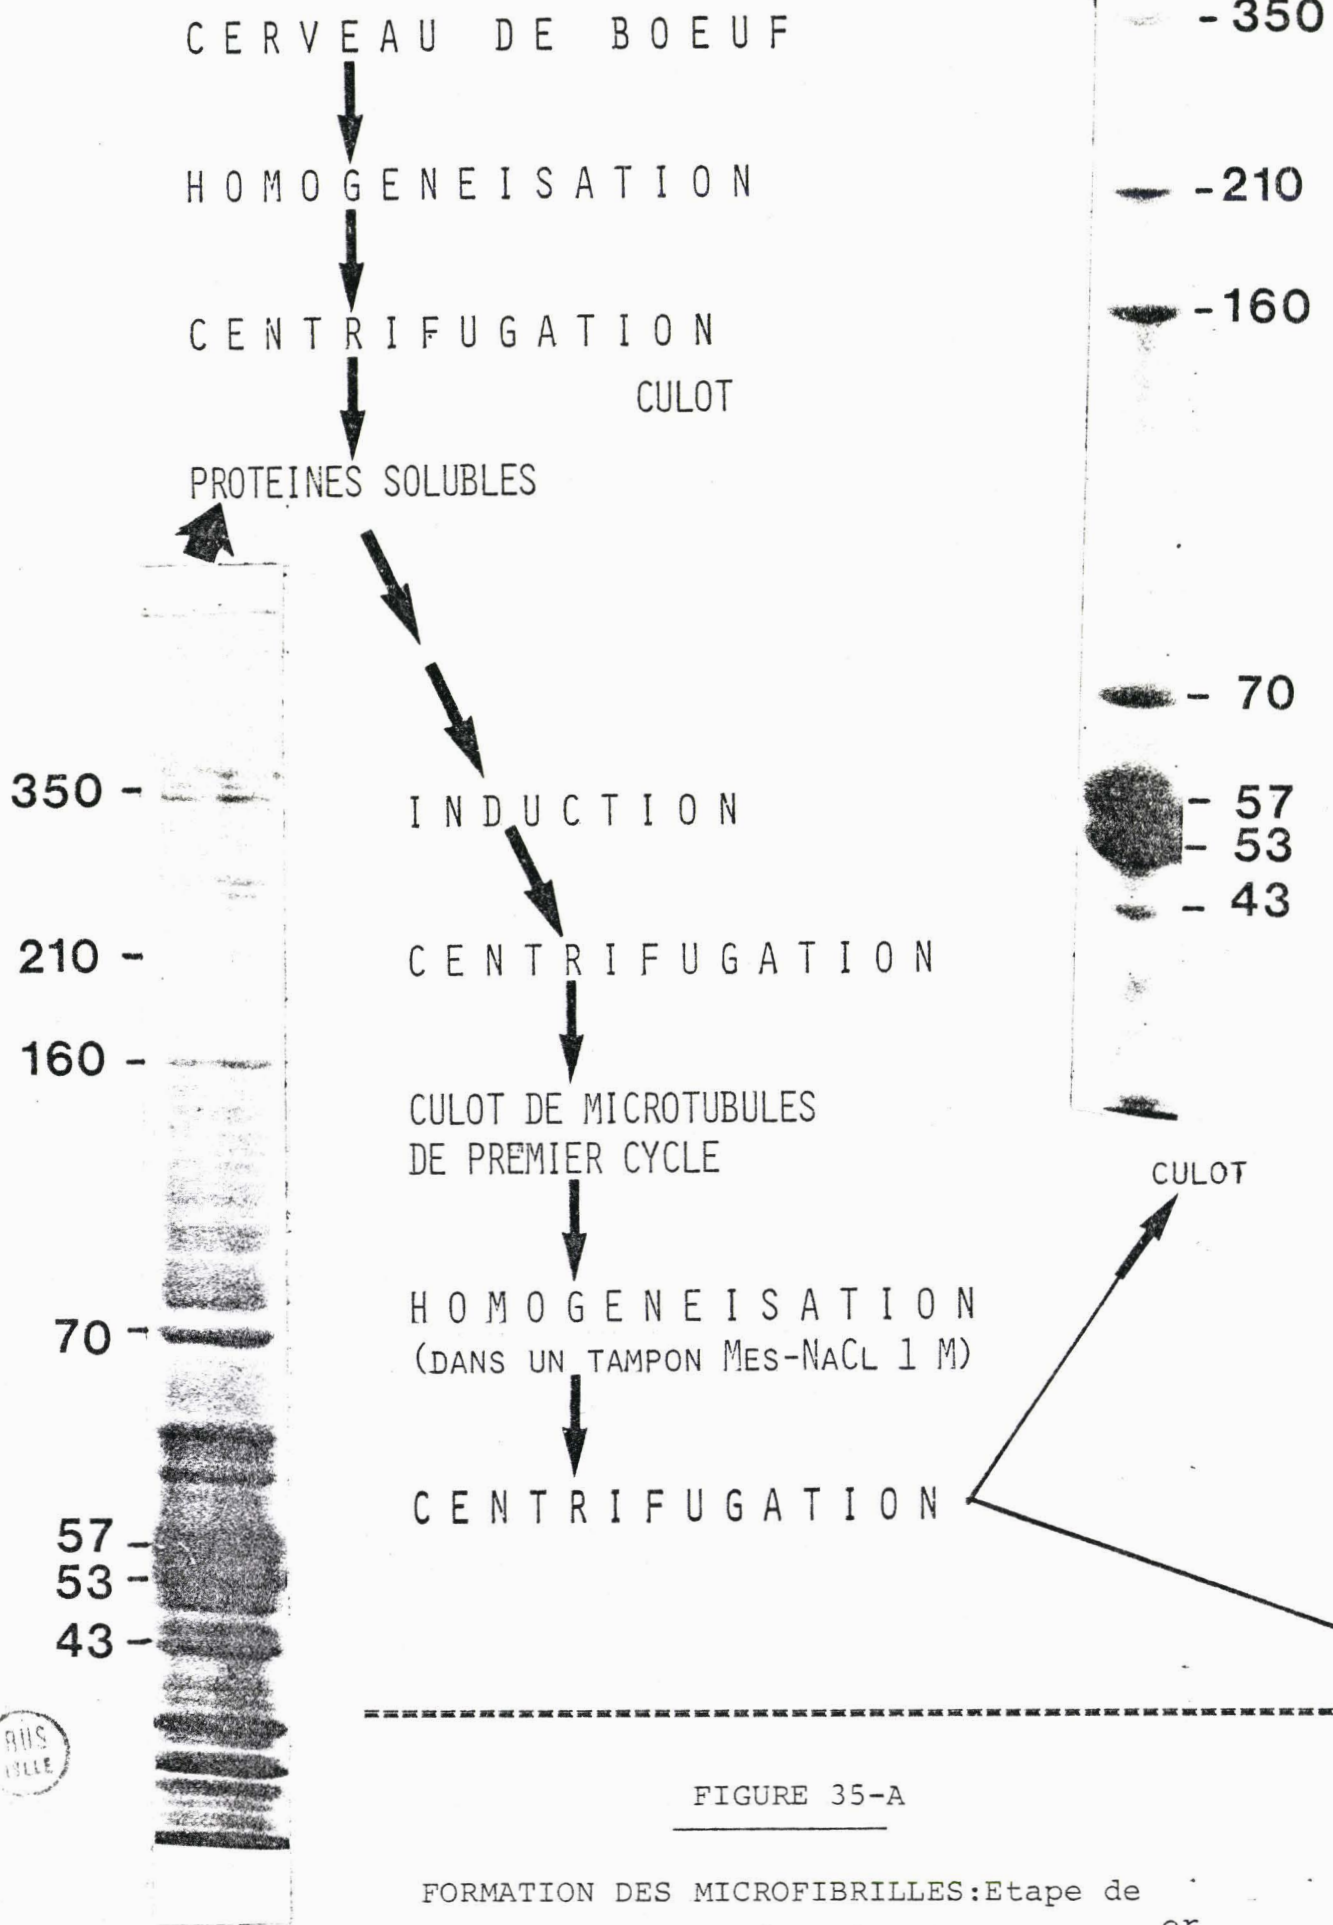 CERVEAU DE BOEUF
HOMOGENEISATION
CENTRIFUGATION
CULOT
PROTEINES SOLUBLES
INDUCTION
CENTRIFUGATION
CULOT DE MICROTUBULES
DE PREMIER CYCLE
HOMOGENEISATION
(DANS UN TAMPON MES-NACL 1 M)
CENTRIFUGATION
CULOT
350 -
210 -
160 -
70 -
57 -
53 -
43 -
- 350
- 210
- 160
- 70
- 57
- 53
- 43
FIGURE 35-A
FORMATION DES MICROFIBRILLES:Etape de